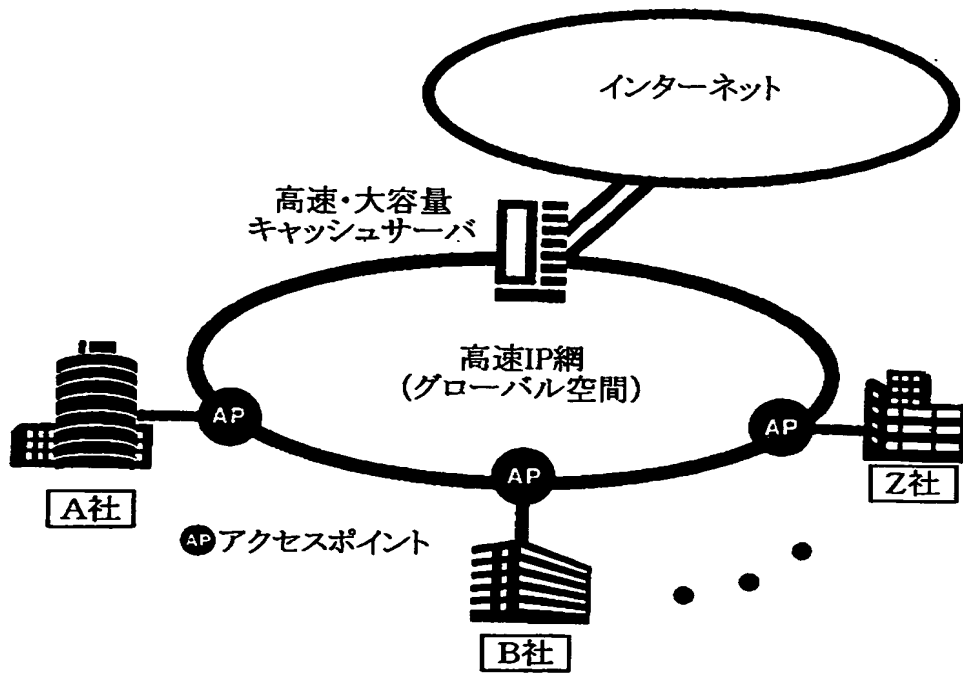 インターネット
高速・大容量
キャッシュサーバ
高速IP網
(グローバル空間)
AP
AP
AP
A社
Z社
AP アクセスポイント
B社